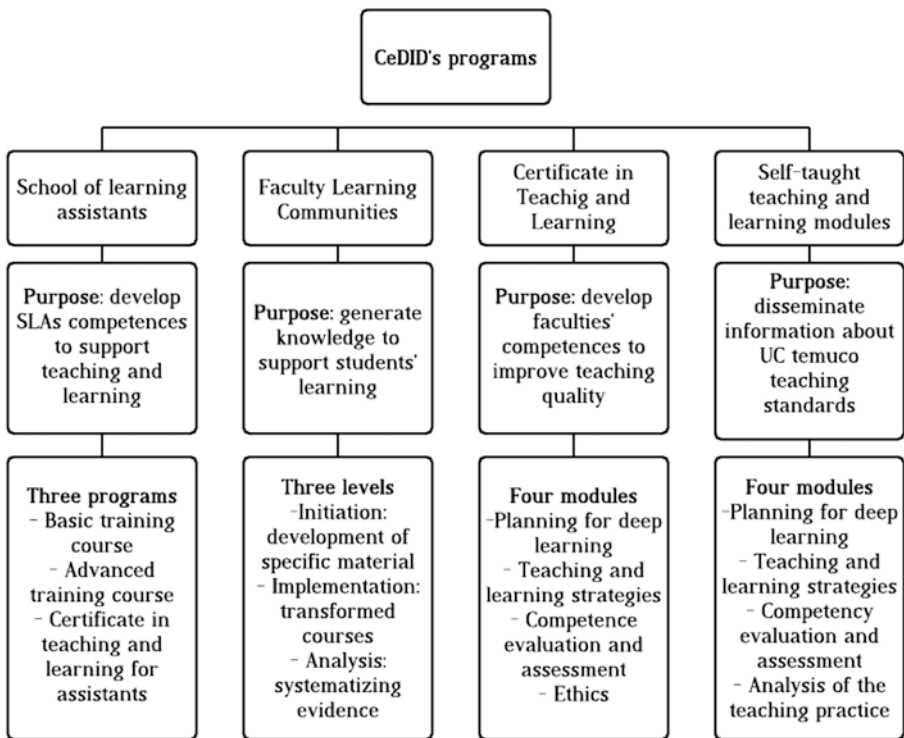 CeDID's programs
School of learning
assistants
Faculty Learning
Communities
Certificate in
Teachig and
Learning
Self-taught
teaching and
learning modules
Purpose: develop
SLAs competences
to support
teaching and
learning
Purpose: generate
knowledge to
support students'
learning
Purpose: develop
faculties'
competences to
improve teaching
quality
Purpose:
disseminate
information about
UC temuco
teaching
standards
Three programs
- Basic training
course
- Advanced
training course
- Certificate in
teaching and
learning for
assistants
Three levels
-Initiation:
development of
specific material
- Implementation:
transformed
courses
- Analysis:
systematizing
evidence
Four modules
-Planning for deep
learning
- Teaching and
learning strategies
- Competence
evaluation and
assessment
- Ethics
Four modules
-Planning for deep
learning
- Teaching and
learning strategies
- Competency
evaluation and
assessment
- Analysis of the
teaching practice